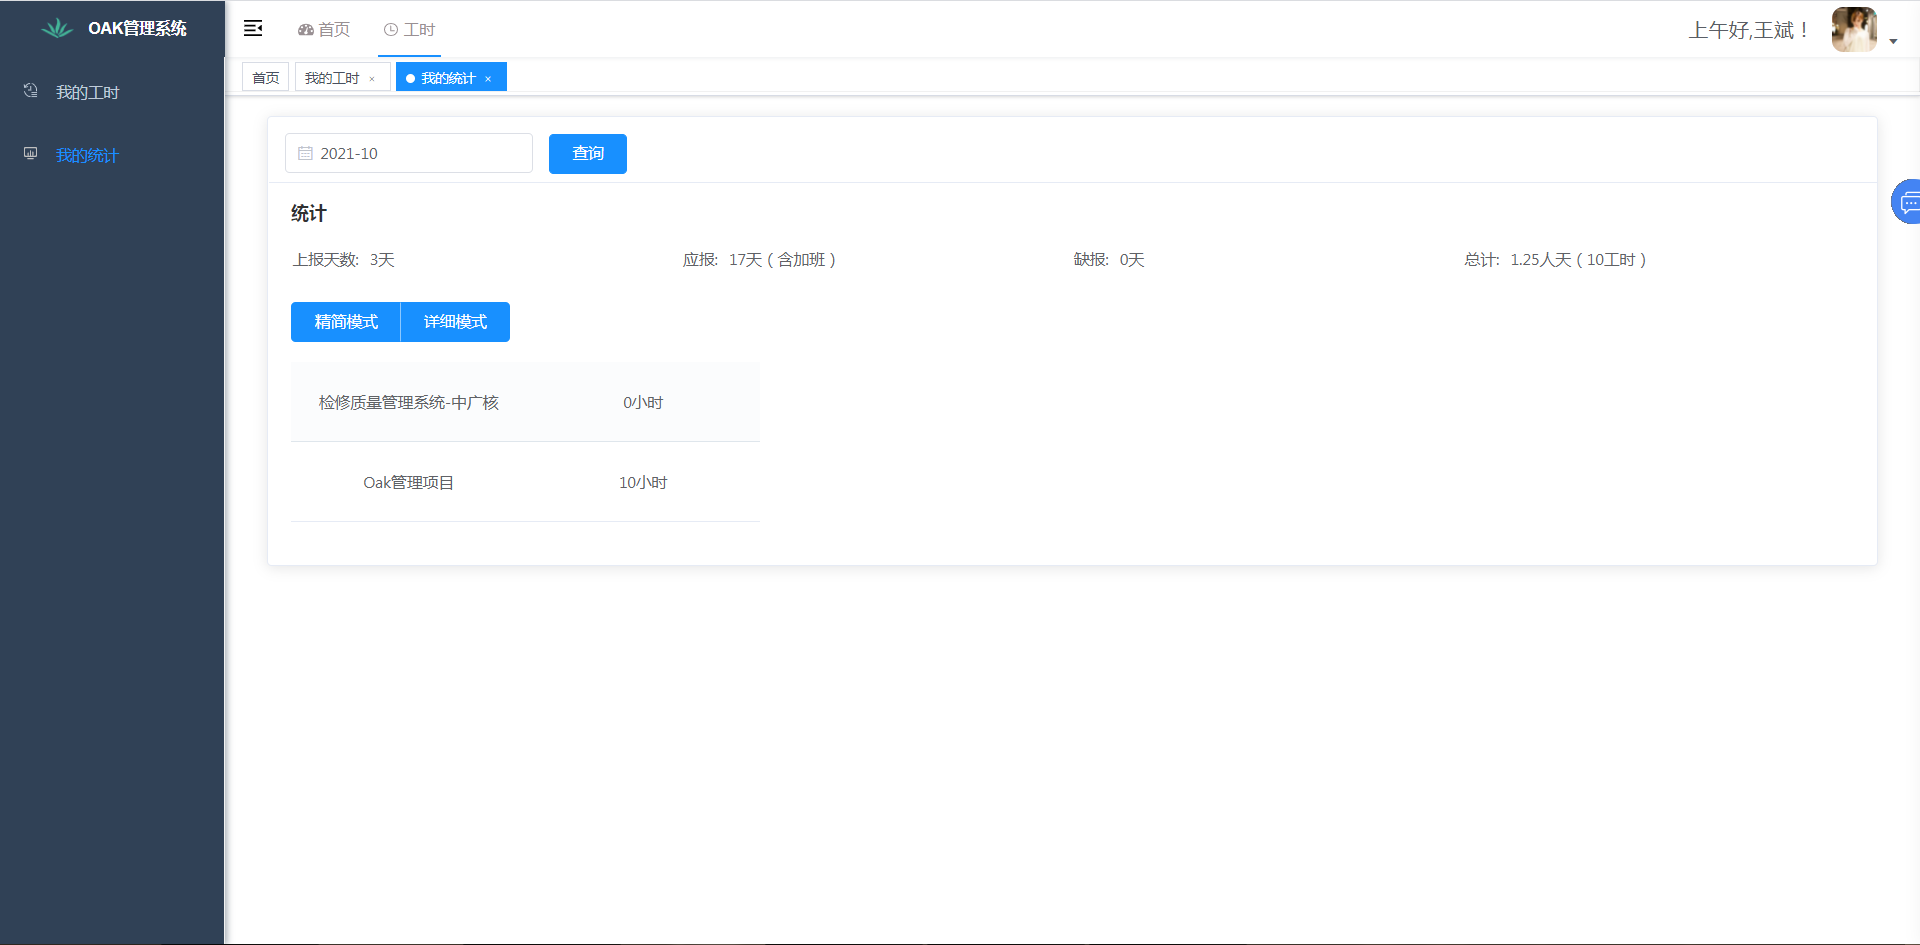 OAK管理系统
首页
工时
上午好,王斌！
首页
我的工时 ×
我的统计 ×
我的工时
我的统计
2021-10
查询
统计
上报天数: 3天
应报: 17天（含加班）
缺报: 0天
总计: 1.25人天（10工时）
精简模式
详细模式
检修质量管理系统-中广核 0小时
Oak管理项目 10小时